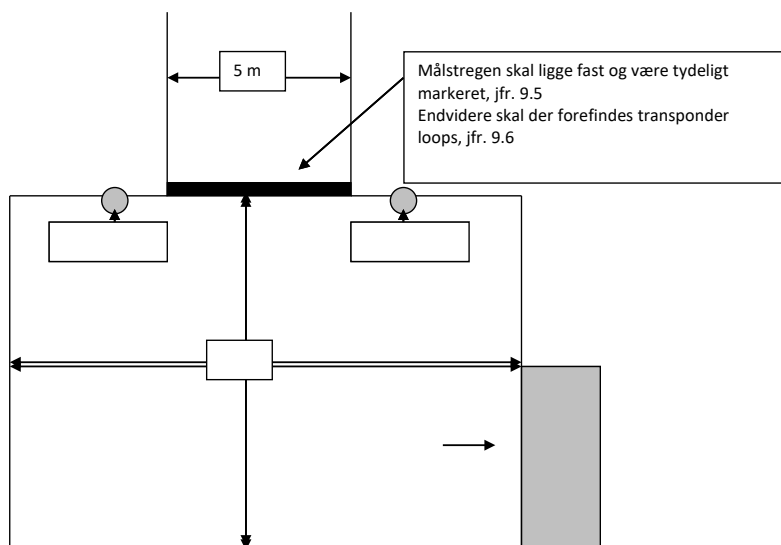 5 m
Målstregen skal ligge fast og være tydeligt
markeret, jfr. 9.5
Endvidere skal der forefindes transponder
loops, jfr. 9.6